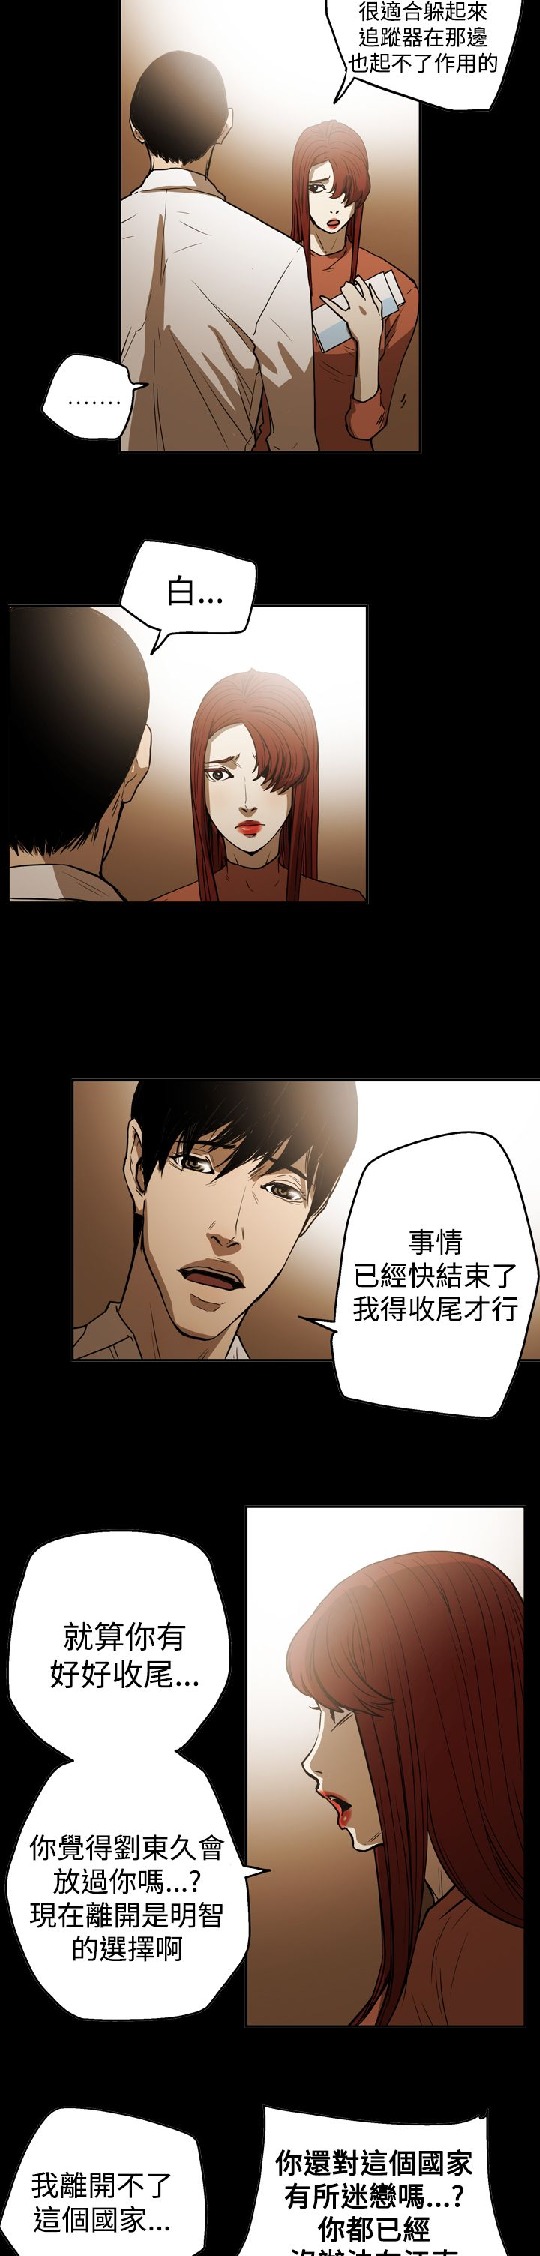 很適合躲起來
追蹤器在那邊
也起不了作用的
.......
白...
事情
已經快結束了
我得收尾才行
就算你有
好好收尾...
你覺得劉東久會
放過你嗎...?
現在離開是明智
的選擇啊
我離開不了
這個國家...
你還對這個國家
有所迷戀嗎...?
你都已經